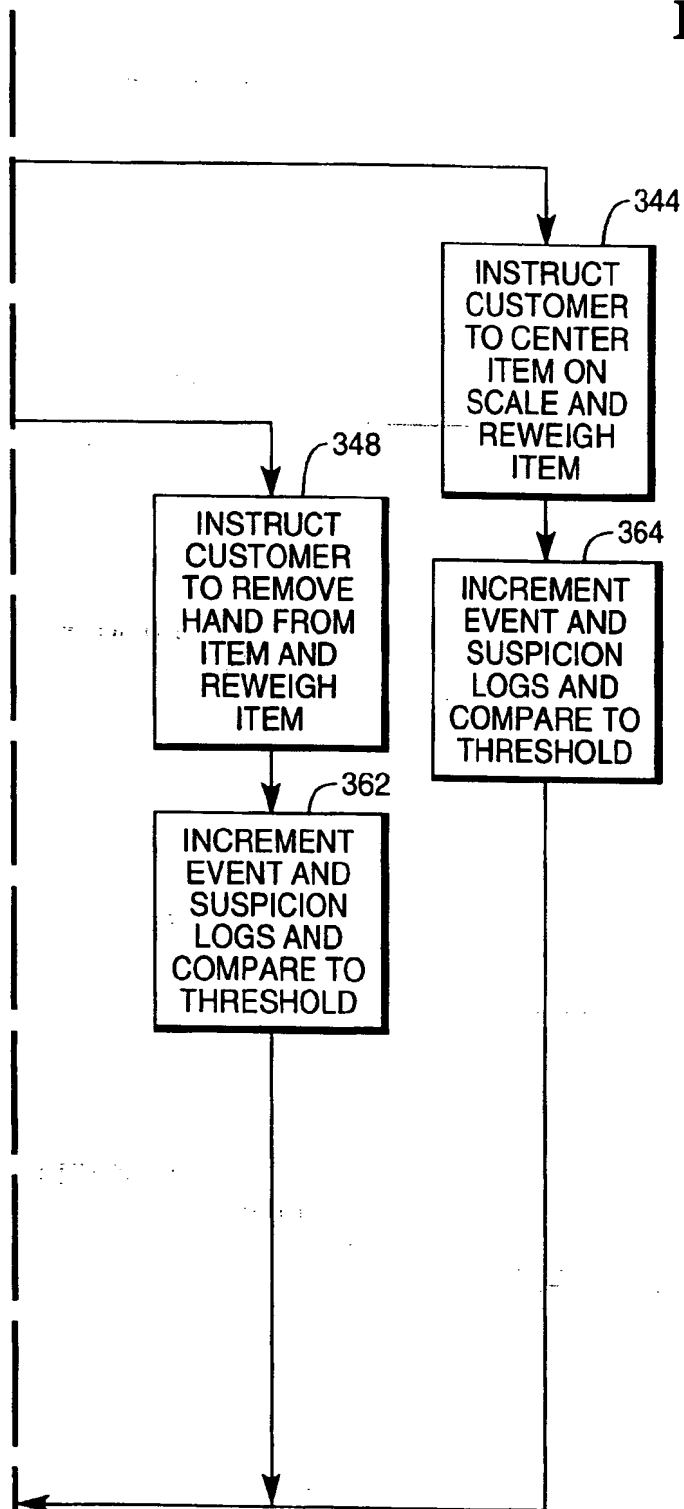 344
INSTRUCT
CUSTOMER
TO CENTER
ITEM ON
SCALE AND
REWEIGH
ITEM
348
INSTRUCT
CUSTOMER
TO REMOVE
HAND FROM
ITEM AND
REWEIGH
ITEM
364
INCREMENT
EVENT AND
SUSPICION
LOGS AND
COMPARE TO
THRESHOLD
362
INCREMENT
EVENT AND
SUSPICION
LOGS AND
COMPARE TO
THRESHOLD